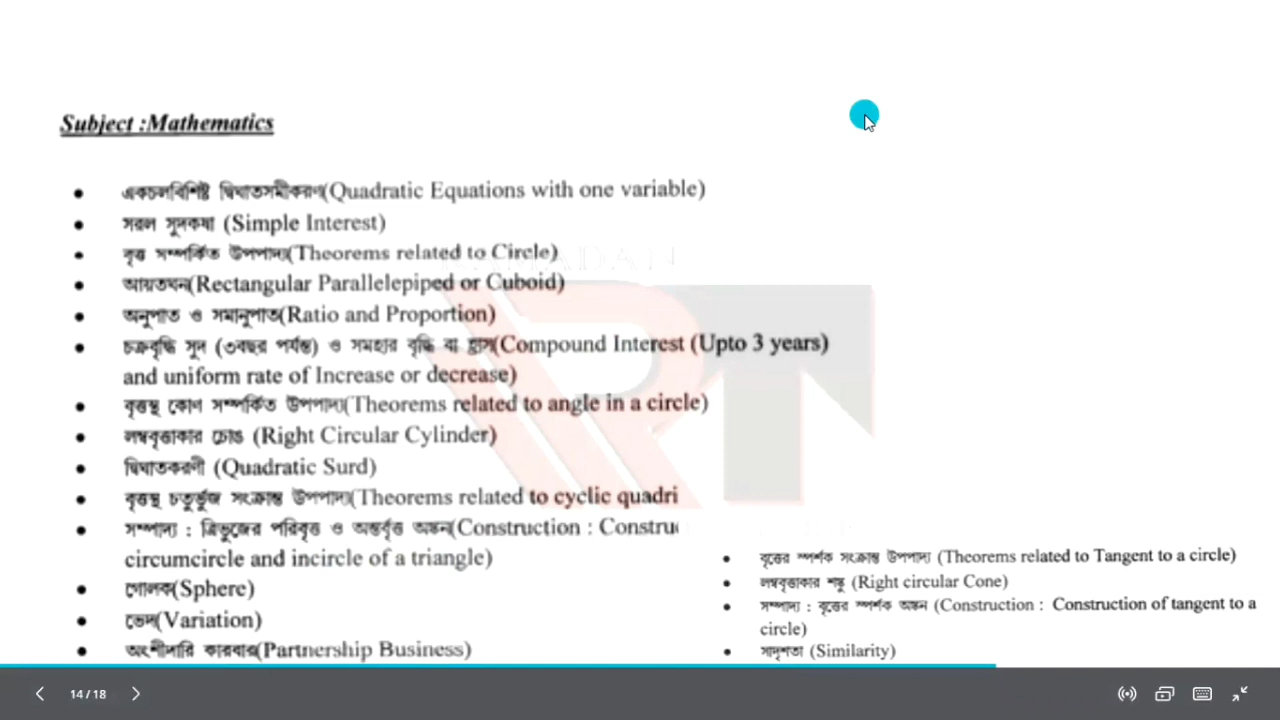 Subject :Mathematics
• একচলবিশিষ্ট দ্বিঘাতসমীকরণ(Quadratic Equations with one variable)
• সরল সুদকষা (Simple Interest)
• বৃত্ত সম্পর্কিত উপপাদ্য(Theorems related to Circle)
• আয়তঘন(Rectangular Parallelepiped or Cuboid)
• অনুপাত ও সমানুপাত(Ratio and Proportion)
• চক্রবৃদ্ধি সুদ (৩বছর পর্যন্ত) ও সমহার বৃদ্ধি বা হ্রাস(Compound Interest (Upto 3 years)
and uniform rate of Increase or decrease)
• বৃত্তস্থ কোণ সম্পর্কিত উপপাদ্য(Theorems related to angle in a circle)
• লম্ববৃত্তাকার চোঙ (Right Circular Cylinder)
• দ্বিঘাতকরণী (Quadratic Surd)
• বৃত্তস্থ চতুর্ভুজ সংক্রান্ত উপপাদ্য(Theorems related to cyclic quadri
• সম্পাদ্য : ত্রিভুজের পরিবৃত্ত ও অন্তর্বৃত্ত অঙ্কন(Construction : Construc
circumcircle and incircle of a triangle)
• গোলক(Sphere)
• ভেদ(Variation)
• অংশীদারি কারবার(Partnership Business)
• বৃত্তের স্পর্শক সংক্রান্ত উপপাদ্য (Theorems related to Tangent to a circle)
• লম্ববৃত্তাকার শঙ্কু (Right circular Cone)
• সম্পাদ্য : বৃত্তের স্পর্শক অঙ্কন (Construction : Construction of tangent to a
circle)
• সাদৃশতা (Similarity)
RAMADAN
RT
14 / 18